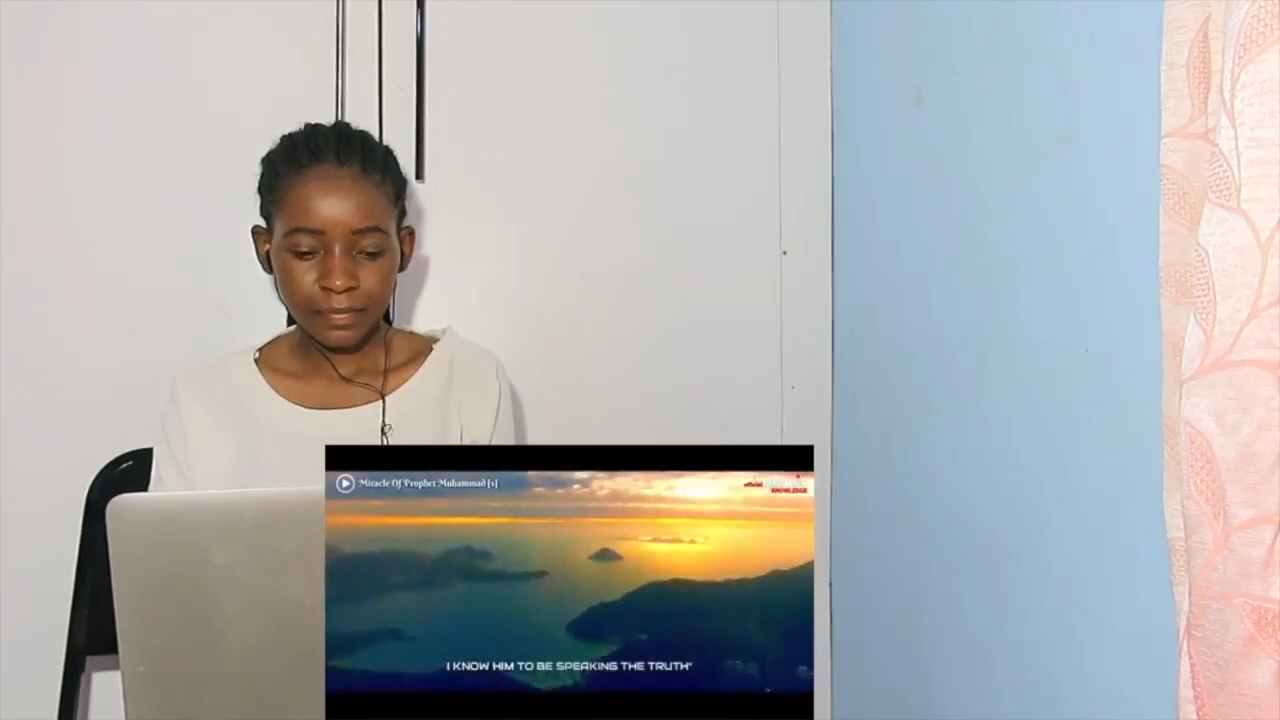 Miracle Of Prophet Muhammad [s]
official
KNOWLEDGE
I KNOW HIM TO BE SPEAKING THE TRUTH"